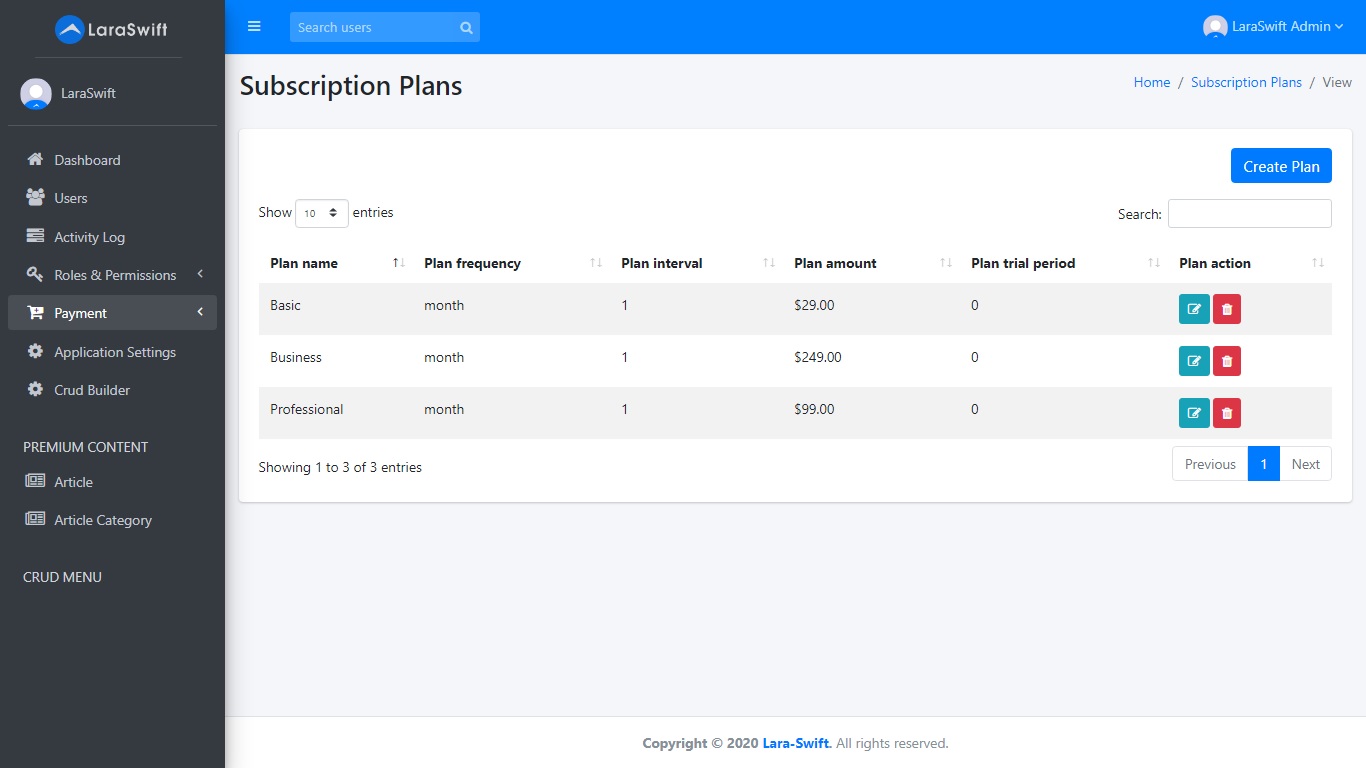 LaraSwift
Search users
LaraSwift Admin
LaraSwift
Subscription Plans
Home / Subscription Plans / View
Dashboard
Users
Activity Log
Roles & Permissions
Payment
Application Settings
Crud Builder
PREMIUM CONTENT
Article
Article Category
CRUD MENU
Create Plan
Show 10 entries
Search:
Plan name Plan frequency Plan interval Plan amount Plan trial period Plan action
Basic month 1 $29.00 0
Business month 1 $249.00 0
Professional month 1 $99.00 0
Showing 1 to 3 of 3 entries
Previous 1 Next
Copyright © 2020 Lara-Swift. All rights reserved.